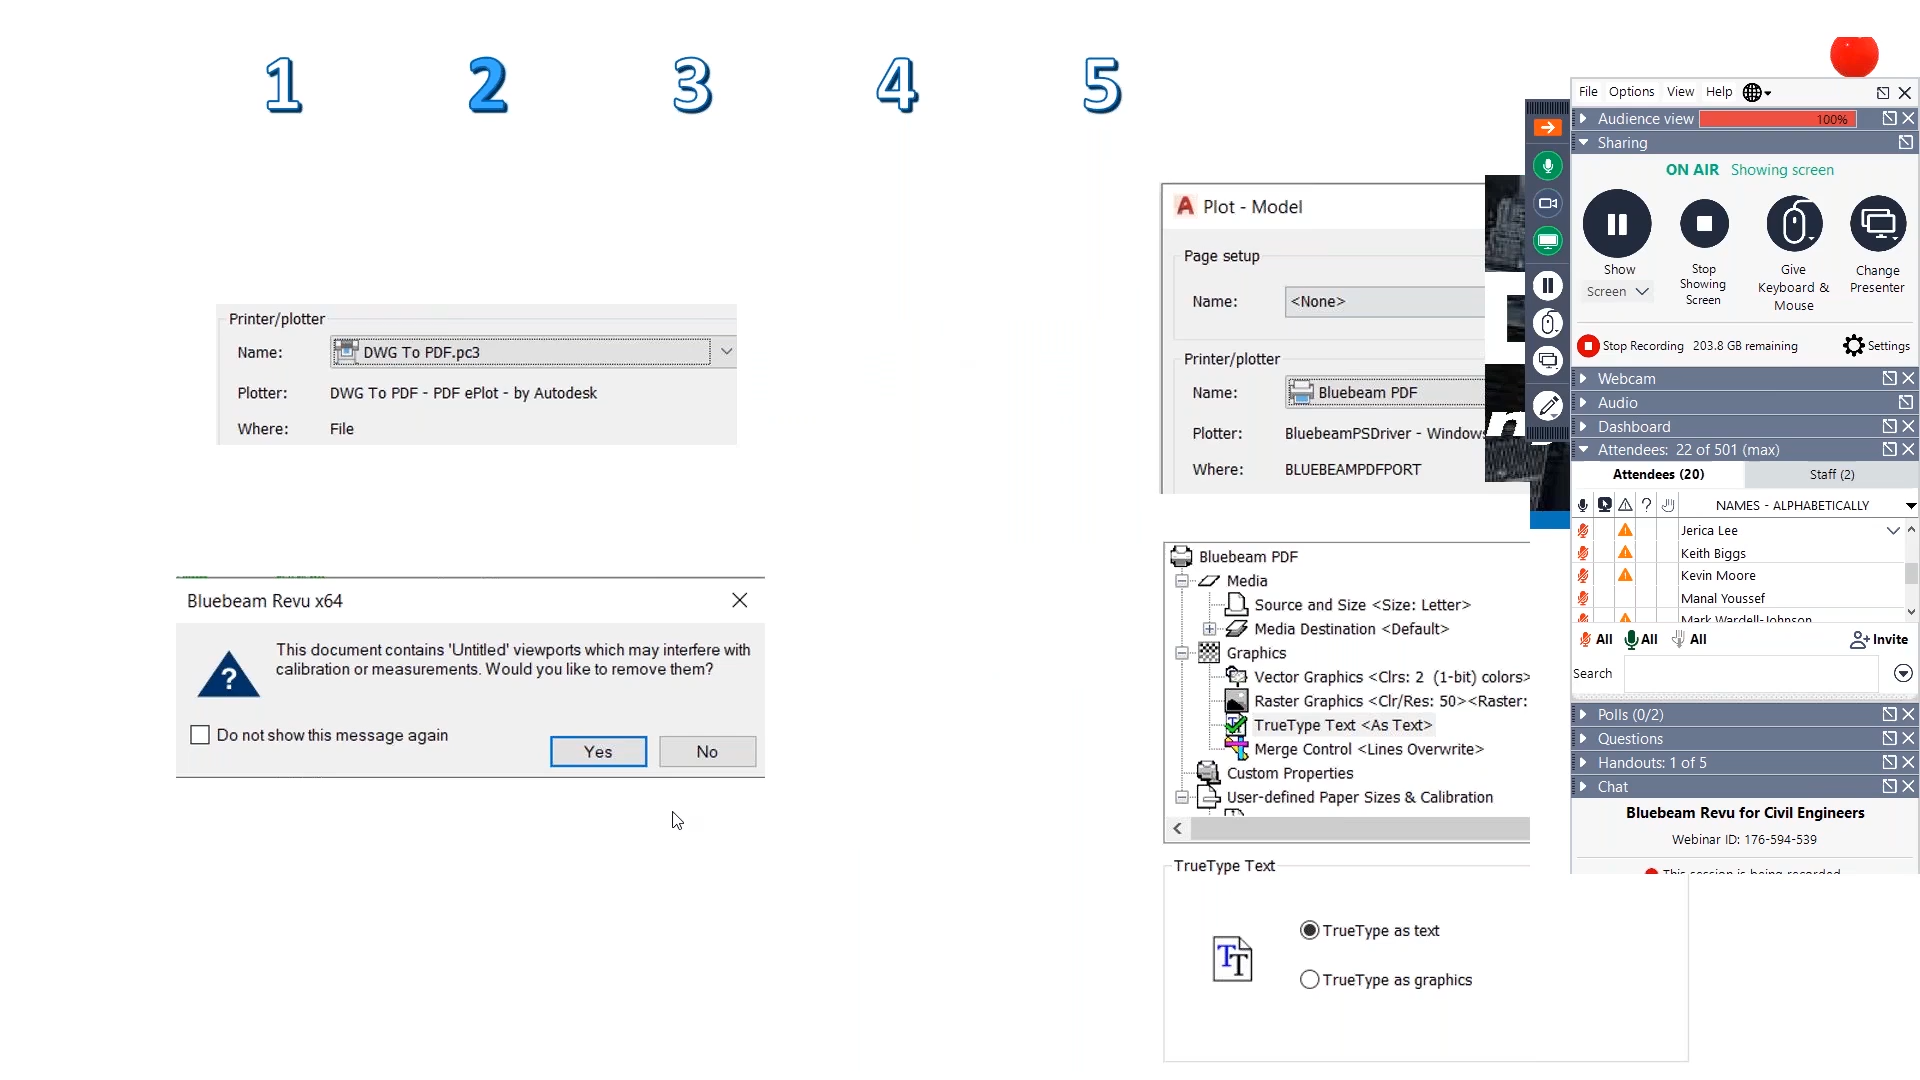 1 2 3 4 5
Printer/plotter
Name: DWG To PDF.pc3
Plotter: DWG To PDF - PDF ePlot - by Autodesk
Where: File
Bluebeam Revu x64
This document contains 'Untitled' viewports which may interfere with
calibration or measurements. Would you like to remove them?
Do not show this message again
Yes No
Plot - Model
Page setup
Name: <None>
Printer/plotter
Name: Bluebeam PDF
Plotter: BluebeamPSDriver - Windows
Where: BLUEBEAMPDFPORT
Bluebeam PDF
Media
Source and Size <Size: Letter>
Media Destination <Default>
Graphics
Vector Graphics <Clrs: 2 (1-bit) colors>
Raster Graphics <Clr/Res: 50><Raster:
TrueType Text <As Text>
Merge Control <Lines Overwrite>
Custom Properties
User-defined Paper Sizes & Calibration
TrueType Text
TrueType as text
TrueType as graphics
File Options View Help
Audience view 100%
Sharing
ON AIR Showing screen
Show
Screen
Stop
Showing
Screen
Give
Keyboard &
Mouse
Change
Presenter
Stop Recording 203.8 GB remaining Settings
Webcam
Audio
Dashboard
Attendees: 22 of 501 (max)
Attendees (20) Staff (2)
? NAMES - ALPHABETICALLY
Jerica Lee
Keith Biggs
Kevin Moore
Manal Youssef
Mark Wardell-Johnson
All All All Invite
Search
Polls (0/2)
Questions
Handouts: 1 of 5
Chat
Bluebeam Revu for Civil Engineers
Webinar ID: 176-594-539
This session is being recorded